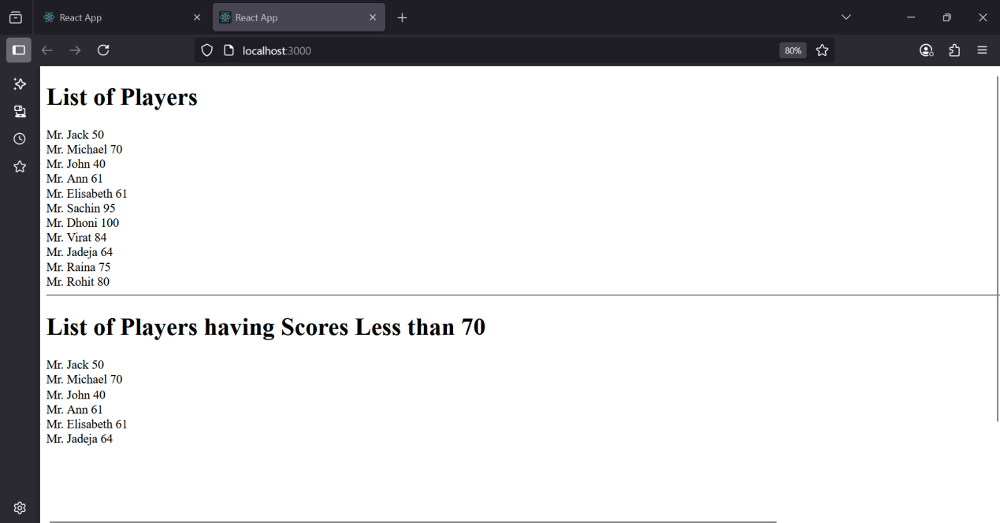 React App
React App
localhost:3000
80%
List of Players
Mr. Jack 50
Mr. Michael 70
Mr. John 40
Mr. Ann 61
Mr. Elisabeth 61
Mr. Sachin 95
Mr. Dhoni 100
Mr. Virat 84
Mr. Jadeja 64
Mr. Raina 75
Mr. Rohit 80
List of Players having Scores Less than 70
Mr. Jack 50
Mr. Michael 70
Mr. John 40
Mr. Ann 61
Mr. Elisabeth 61
Mr. Jadeja 64